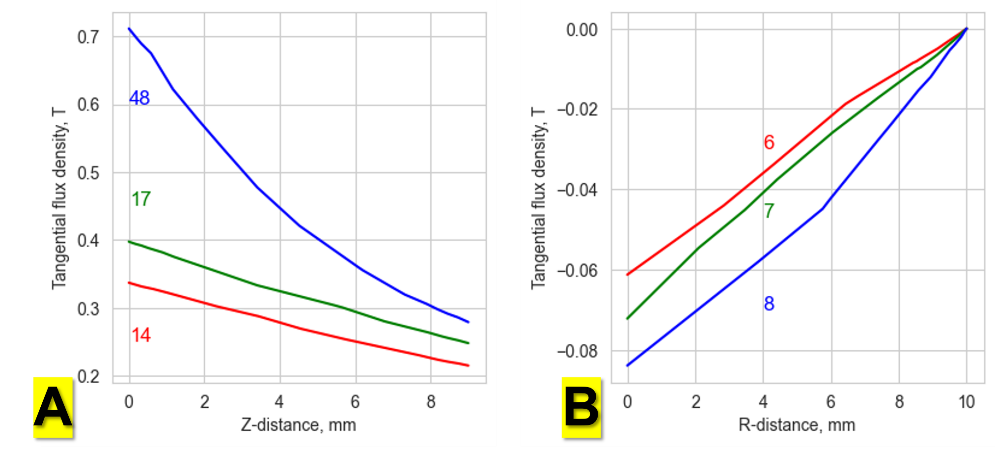 0.7
0.6
0.5
0.4
0.3
0.2
Tangential flux density, T
48
17
14
0 2 4 6 8
Z-distance, mm
A
0.00
−0.02
−0.04
−0.06
−0.08
Tangential flux density, T
6
7
8
0 2 4 6 8 10
R-distance, mm
B